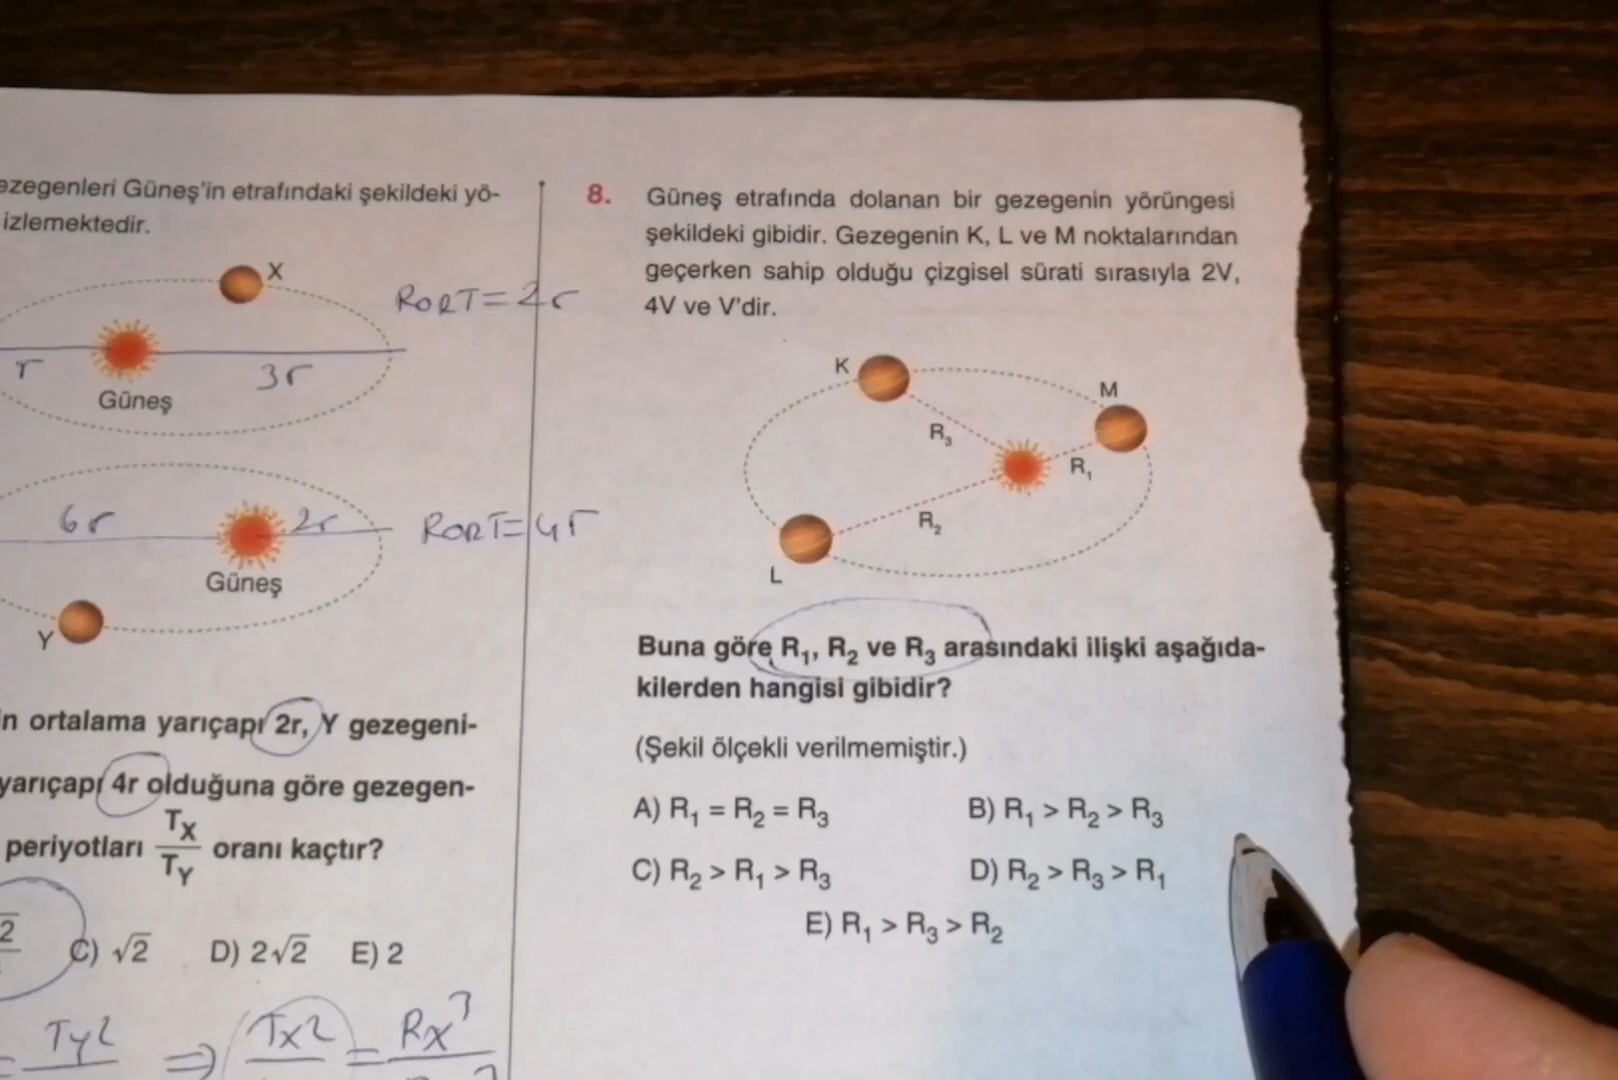 ezegenleri Güneş'in etrafındaki şekildeki yö-
izlemektedir.
X
RORT=2r
r
3r
Güneş
6r
2r
RORT=4r
Güneş
Y
n ortalama yarıçapı 2r, Y gezegeni-
yarıçapı 4r olduğuna göre gezegen-
periyotları TX/TY oranı kaçtır?
2
C) √2 D) 2√2 E) 2
= Ty2 ⇒ Tx2 = Rx3
8. Güneş etrafında dolanan bir gezegenin yörüngesi
şekildeki gibidir. Gezegenin K, L ve M noktalarından
geçerken sahip olduğu çizgisel sürati sırasıyla 2V,
4V ve V'dir.
K
M
R3
R1
R2
L
Buna göre R1, R2 ve R3 arasındaki ilişki aşağıda-
kilerden hangisi gibidir?
(Şekil ölçekli verilmemiştir.)
A) R1 = R2 = R3 B) R1 > R2 > R3
C) R2 > R1 > R3 D) R2 > R3 > R1
E) R1 > R3 > R2